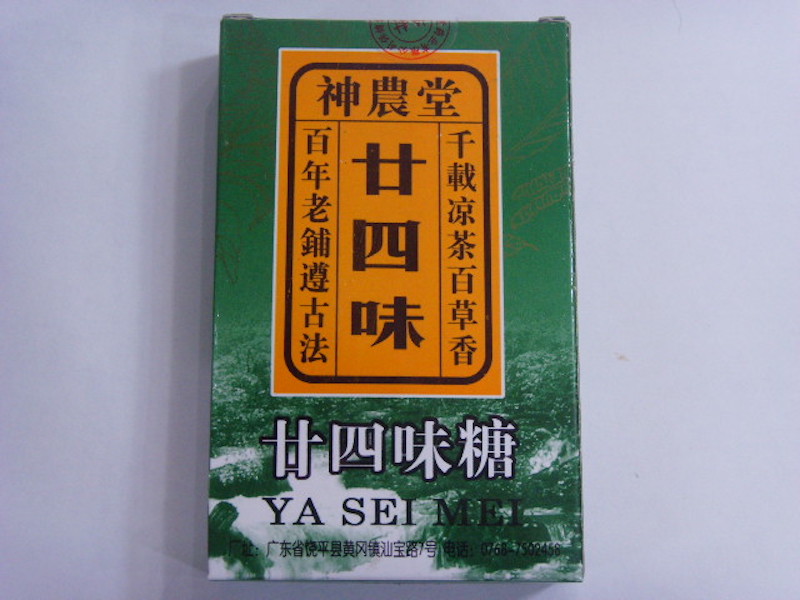 神農堂
千載凉茶百草香
廿四味
百年老鋪遵古法
廿四味糖
YA SEI MEI
厂址：广东省饶平县黄冈镇汕宝路7号 电话：0768-7502458